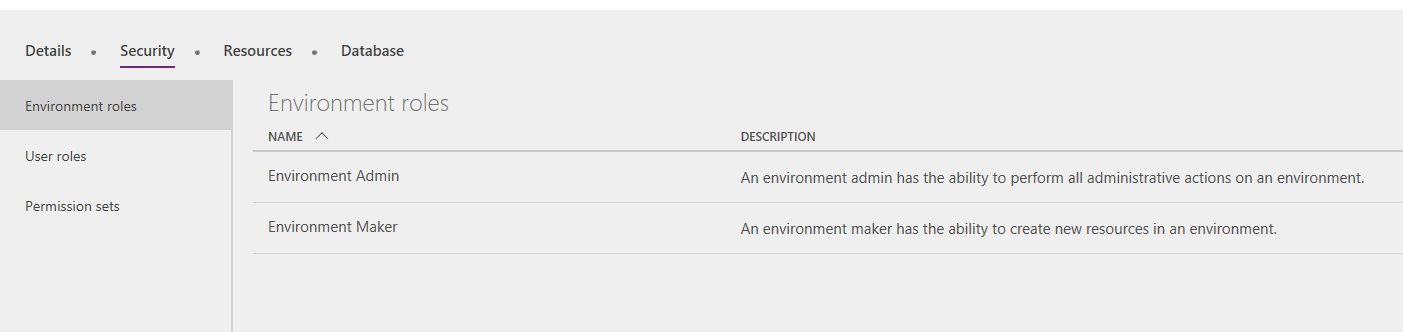 Details • Security • Resources • Database
Environment roles
User roles
Permission sets
Environment roles
NAME DESCRIPTION
Environment Admin An environment admin has the ability to perform all administrative actions on an environment.
Environment Maker An environment maker has the ability to create new resources in an environment.